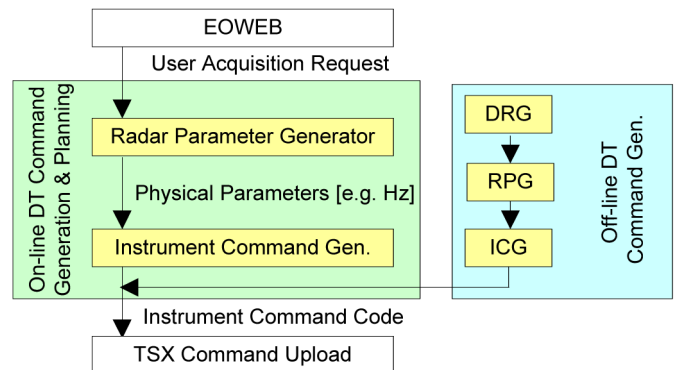 EOWEB
User Acquisition Request
On-line DT Command
Generation & Planning
Radar Parameter Generator
Physical Parameters [e.g. Hz]
Instrument Command Gen.
DRG
RPG
ICG
Off-line DT
Command Gen.
Instrument Command Code
TSX Command Upload